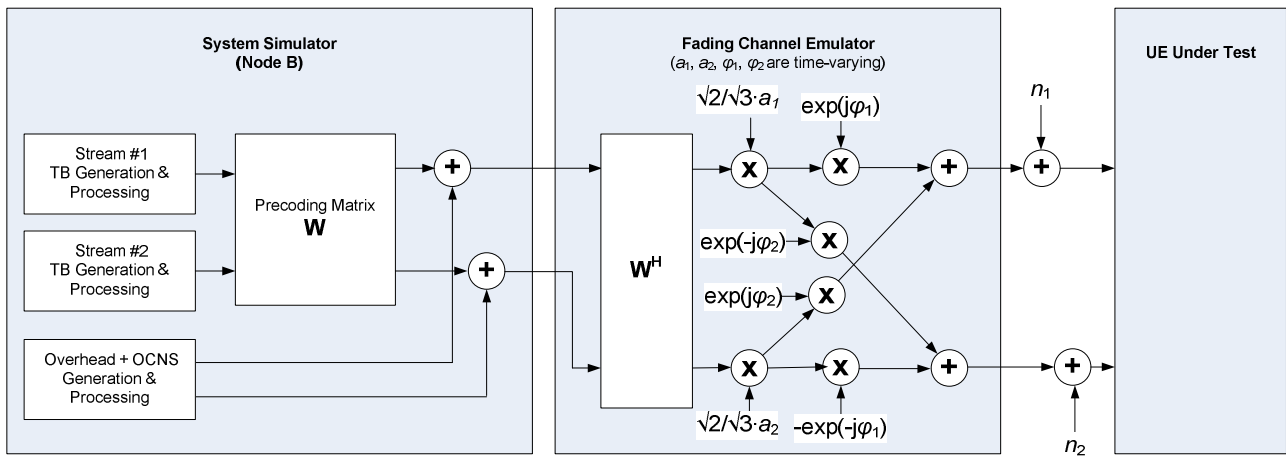 System Simulator
(Node B)
Stream #1
TB Generation &
Processing
Stream #2
TB Generation &
Processing
Overhead + OCNS
Generation &
Processing
Precoding Matrix
W
+
+
Fading Channel Emulator
(a₁, a₂, φ₁, φ₂ are time-varying)
√2/√3·a₁
exp(jφ₁)
W^H
x
x
+
exp(-jφ₂)
x
exp(jφ₂)
x
x
x
+
√2/√3·a₂
-exp(-jφ₁)
n₁
+
+
n₂
UE Under Test